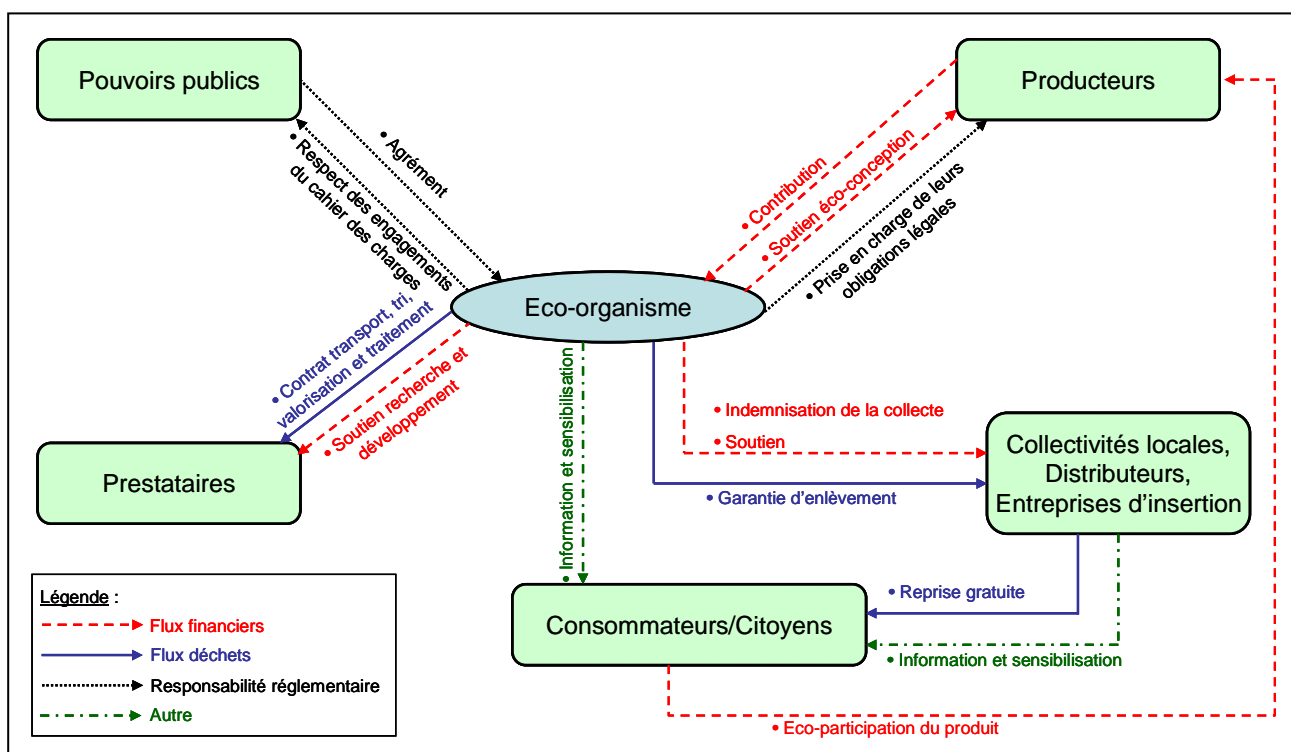 Pouvoirs publics
Producteurs
• Agrément
• Respect des engagements
du cahier des charges
• Contribution
• Soutien éco-conception
• Prise en charge de leurs
obligations légales
Eco-organisme
• Contrat transport, tri,
valorisation et traitement
• Soutien recherche et
développement
• Information et sensibilisation
• Indemnisation de la collecte
• Soutien
• Garantie d’enlèvement
Prestataires
Collectivités locales,
Distributeurs,
Entreprises d’insertion
• Reprise gratuite
Consommateurs/Citoyens
• Information et sensibilisation
• Eco-participation du produit
Légende :
Flux financiers
Flux déchets
Responsabilité réglementaire
Autre